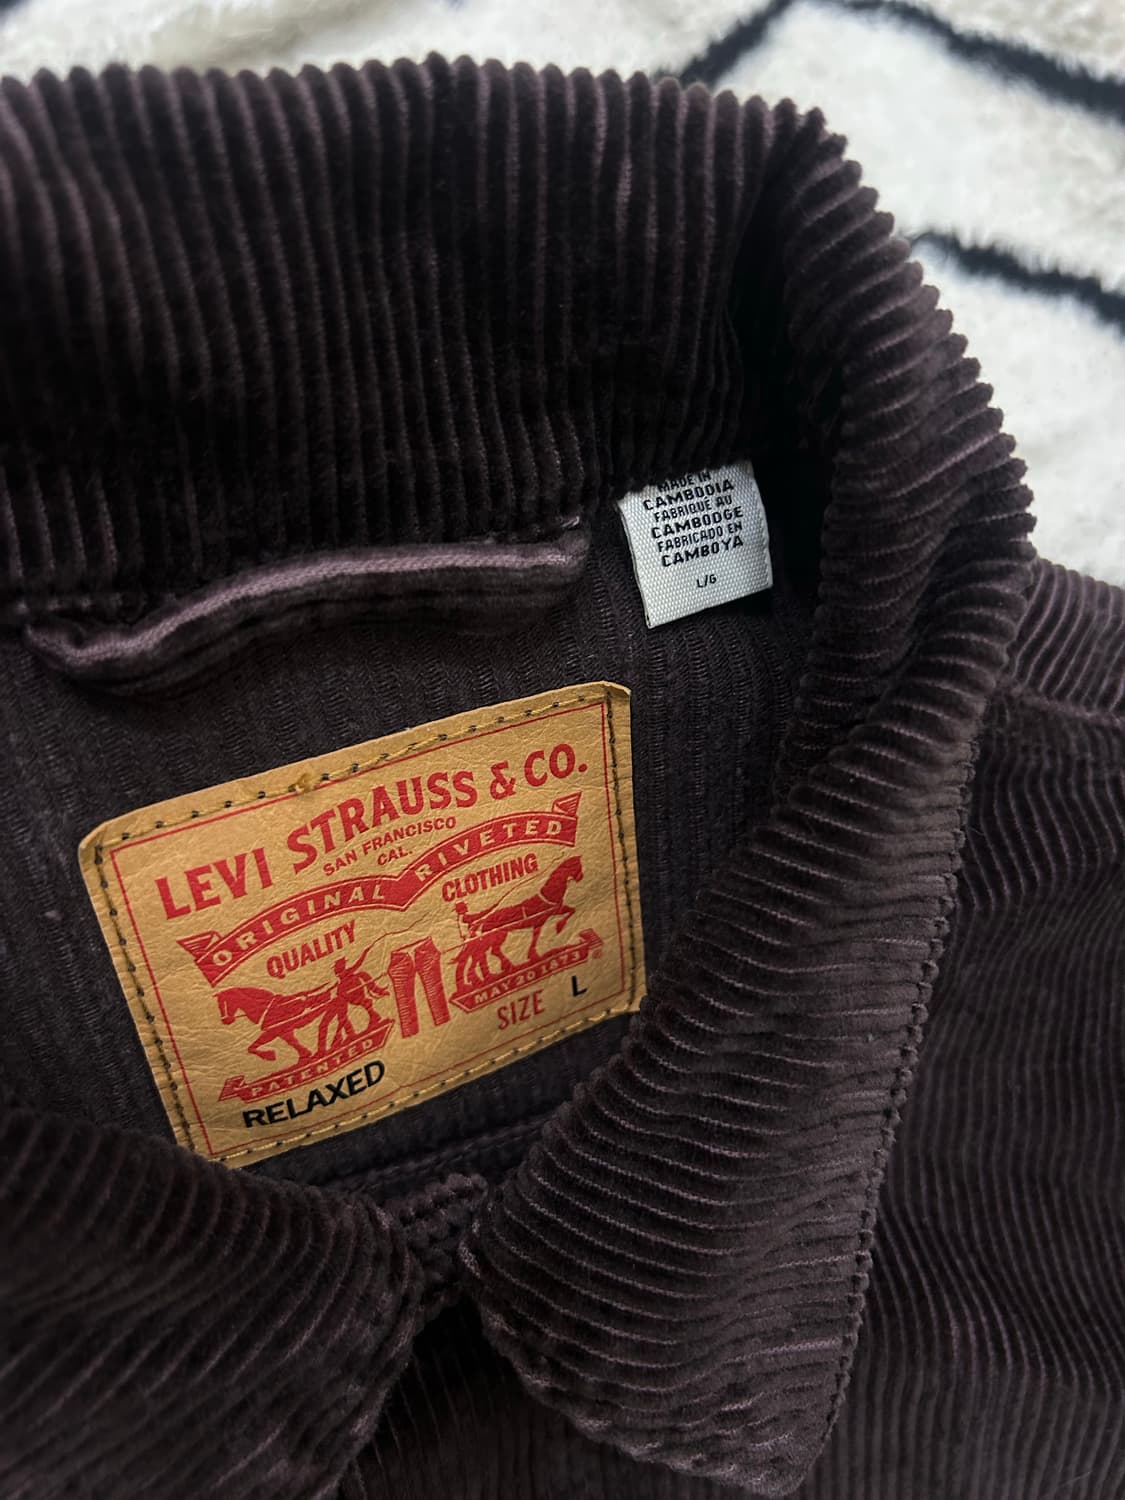 MADE IN
CAMBODIA
FABRIQUÉ AU
CAMBODGE
FABRICADO EN
CAMBOYA
L/G
LEVI STRAUSS & CO.
SAN FRANCISCO
CAL.
ORIGINAL RIVETED
QUALITY CLOTHING
PATENTED MAY 20 1873
SIZE L
RELAXED